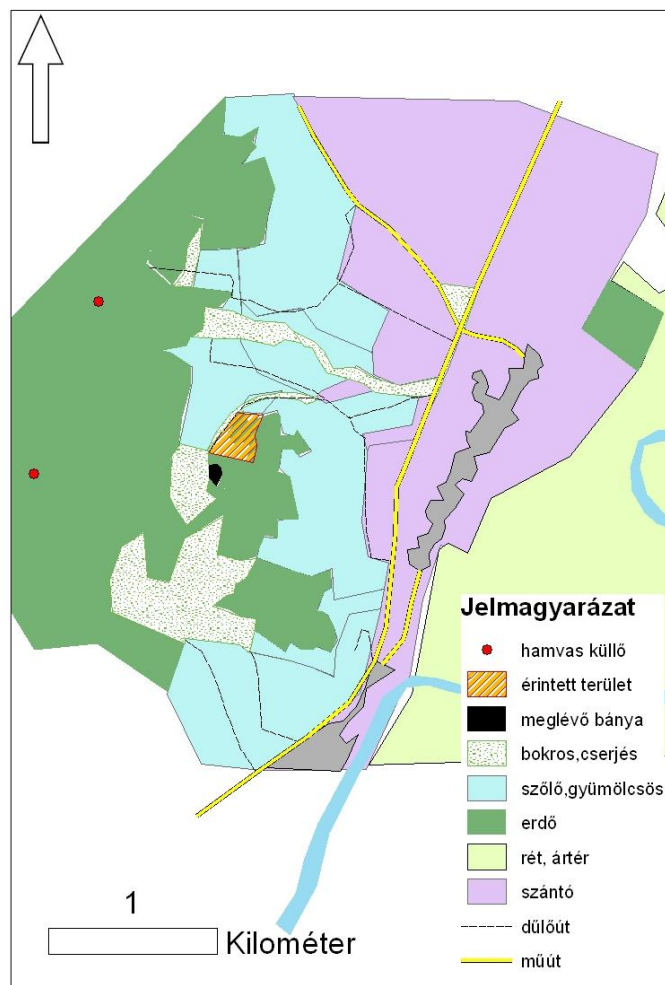 Jelmagyarázat
hamvas küllő
érintett terület
meglévő bánya
bokros,cserjés
szőlő,gyümölcsös
erdő
rét, ártér
szántó
dűlőút
műút
1
Kilométer